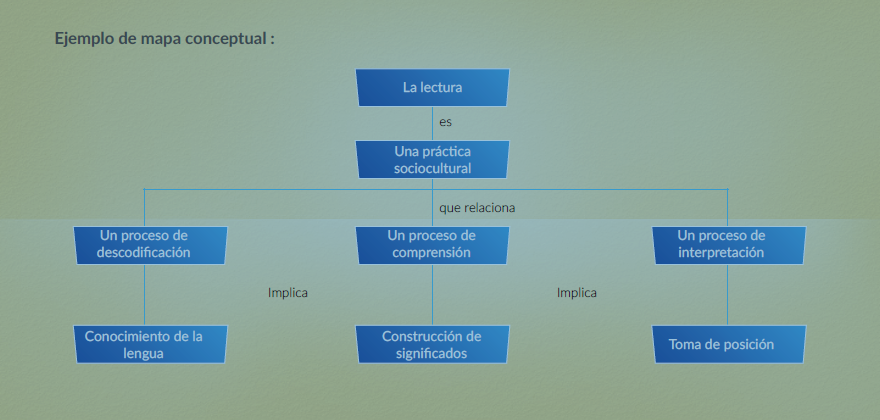 Ejemplo de mapa conceptual :
La lectura
es
Una práctica
sociocultural
que relaciona
Un proceso de
descodificación
Un proceso de
comprensión
Un proceso de
interpretación
Implica
Implica
Conocimiento de la
lengua
Construcción de
significados
Toma de posición